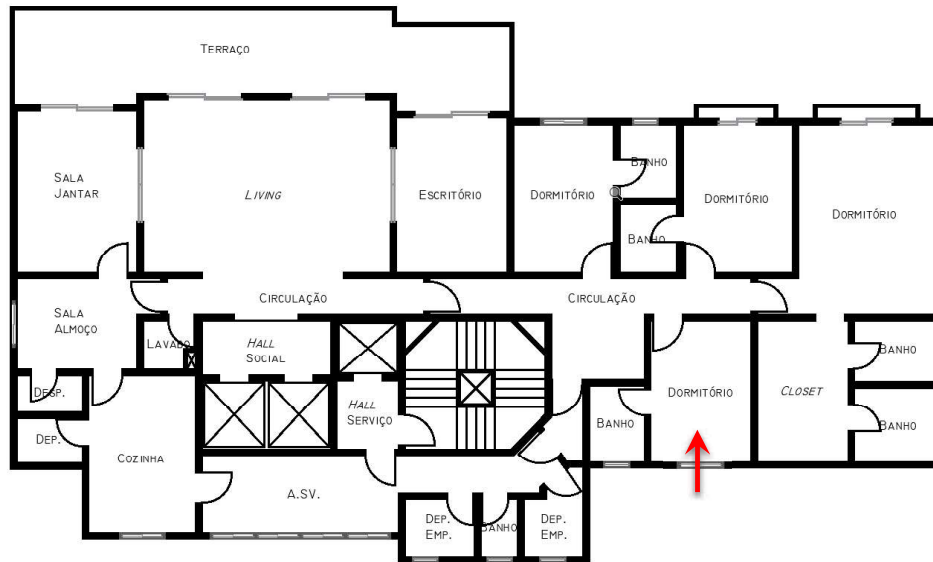 TERRAÇO
SALA
JANTAR
LIVING
ESCRITÓRIO
DORMITÓRIO
BANHO
BANHO
DORMITÓRIO
DORMITÓRIO
CIRCULAÇÃO
CIRCULAÇÃO
SALA
ALMOÇO
LAVABO
HALL
SOCIAL
HALL
SERVIÇO
DESP.
DEP.
COZINHA
A.SV.
DEP.
EMP.
BANHO
DEP.
EMP.
BANHO
DORMITÓRIO
CLOSET
BANHO
BANHO